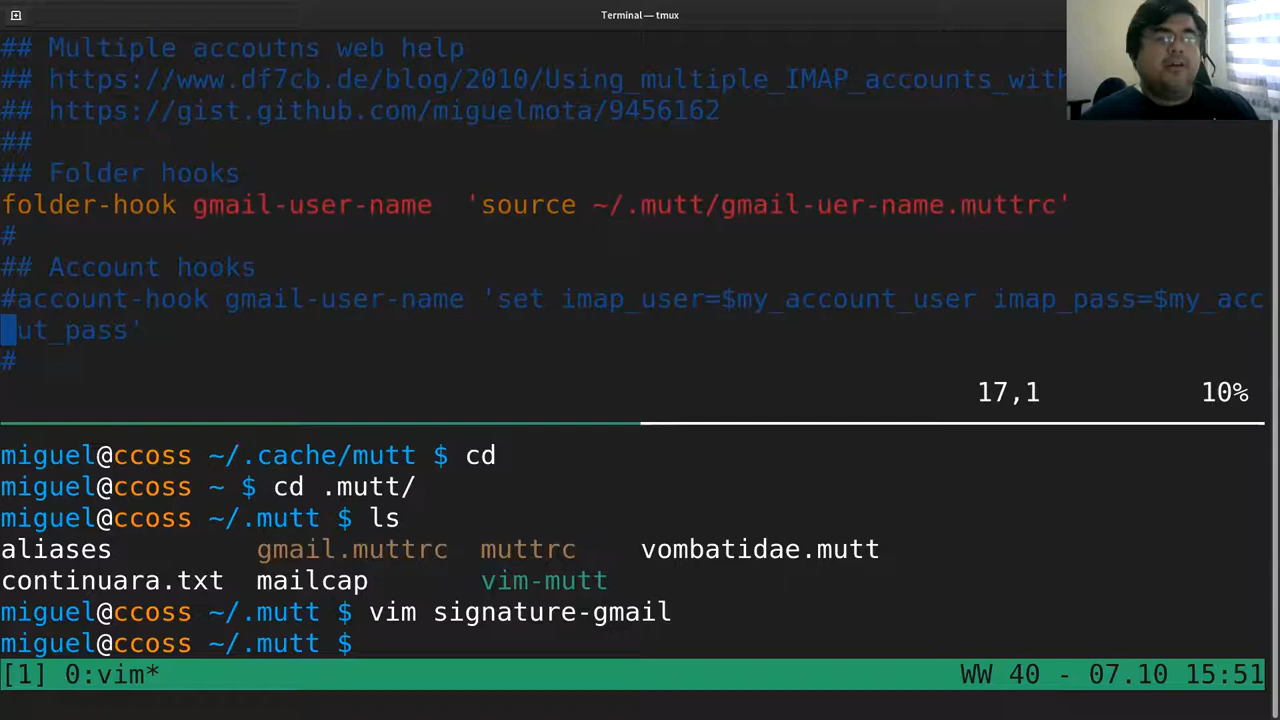 Terminal — tmux
## Multiple accoutns web help
## https://www.df7cb.de/blog/2010/Using_multiple_IMAP_accounts_with
## https://gist.github.com/miguelmota/9456162
##
## Folder hooks
folder-hook gmail-user-name  'source ~/.mutt/gmail-uer-name.muttrc'
#
## Account hooks
#account-hook gmail-user-name 'set imap_user=$my_account_user imap_pass=$my_acc
ut_pass'
#
17,1 10%
miguel@ccoss ~/.cache/mutt $ cd
miguel@ccoss ~ $ cd .mutt/
miguel@ccoss ~/.mutt $ ls
aliases gmail.muttrc muttrc vombatidae.mutt
continuara.txt mailcap vim-mutt
miguel@ccoss ~/.mutt $ vim signature-gmail
miguel@ccoss ~/.mutt $
[1] 0:vim* WW 40 - 07.10 15:51